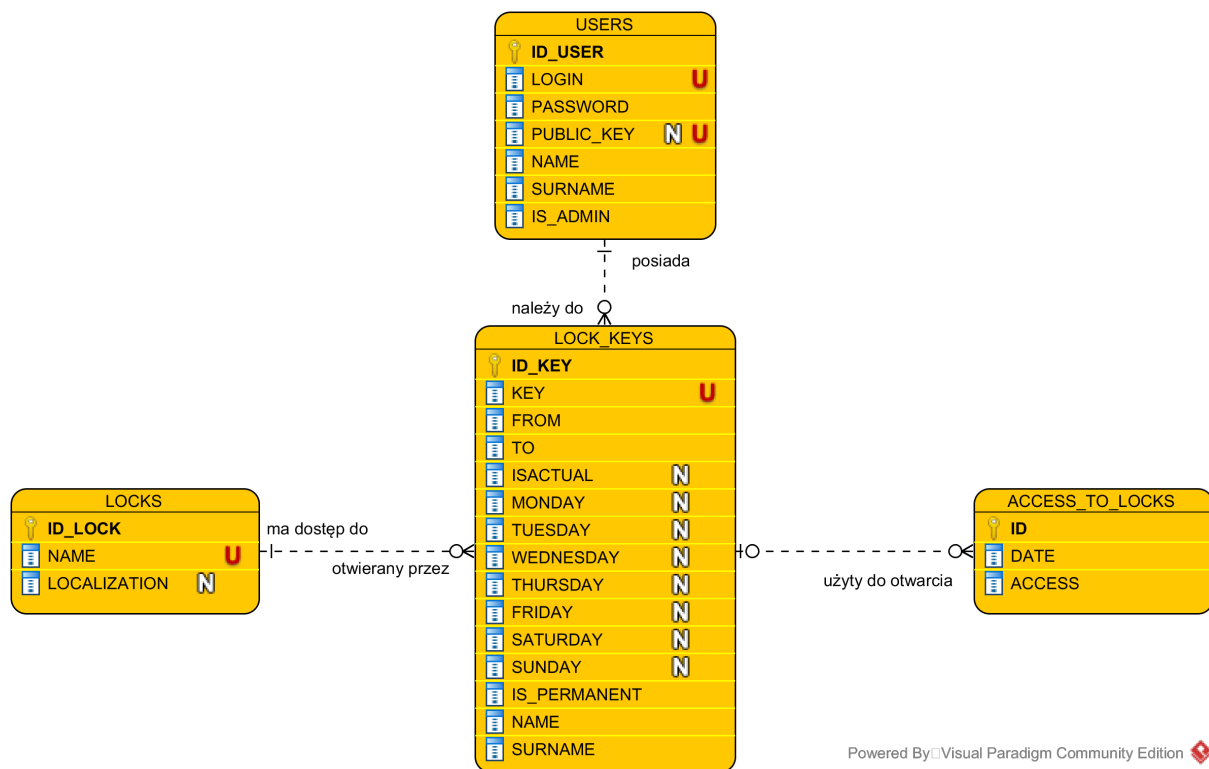 USERS
ID_USER
LOGIN U
PASSWORD
PUBLIC_KEY N U
NAME
SURNAME
IS_ADMIN
posiada
należy do
LOCK_KEYS
ID_KEY
KEY U
FROM
TO
ISACTUAL N
MONDAY N
TUESDAY N
WEDNESDAY N
THURSDAY N
FRIDAY N
SATURDAY N
SUNDAY N
IS_PERMANENT
NAME
SURNAME
LOCKS
ID_LOCK
NAME U
LOCALIZATION N
ma dostęp do
otwierany przez
ACCESS_TO_LOCKS
ID
DATE
ACCESS
użyty do otwarcia
Powered By Visual Paradigm Community Edition